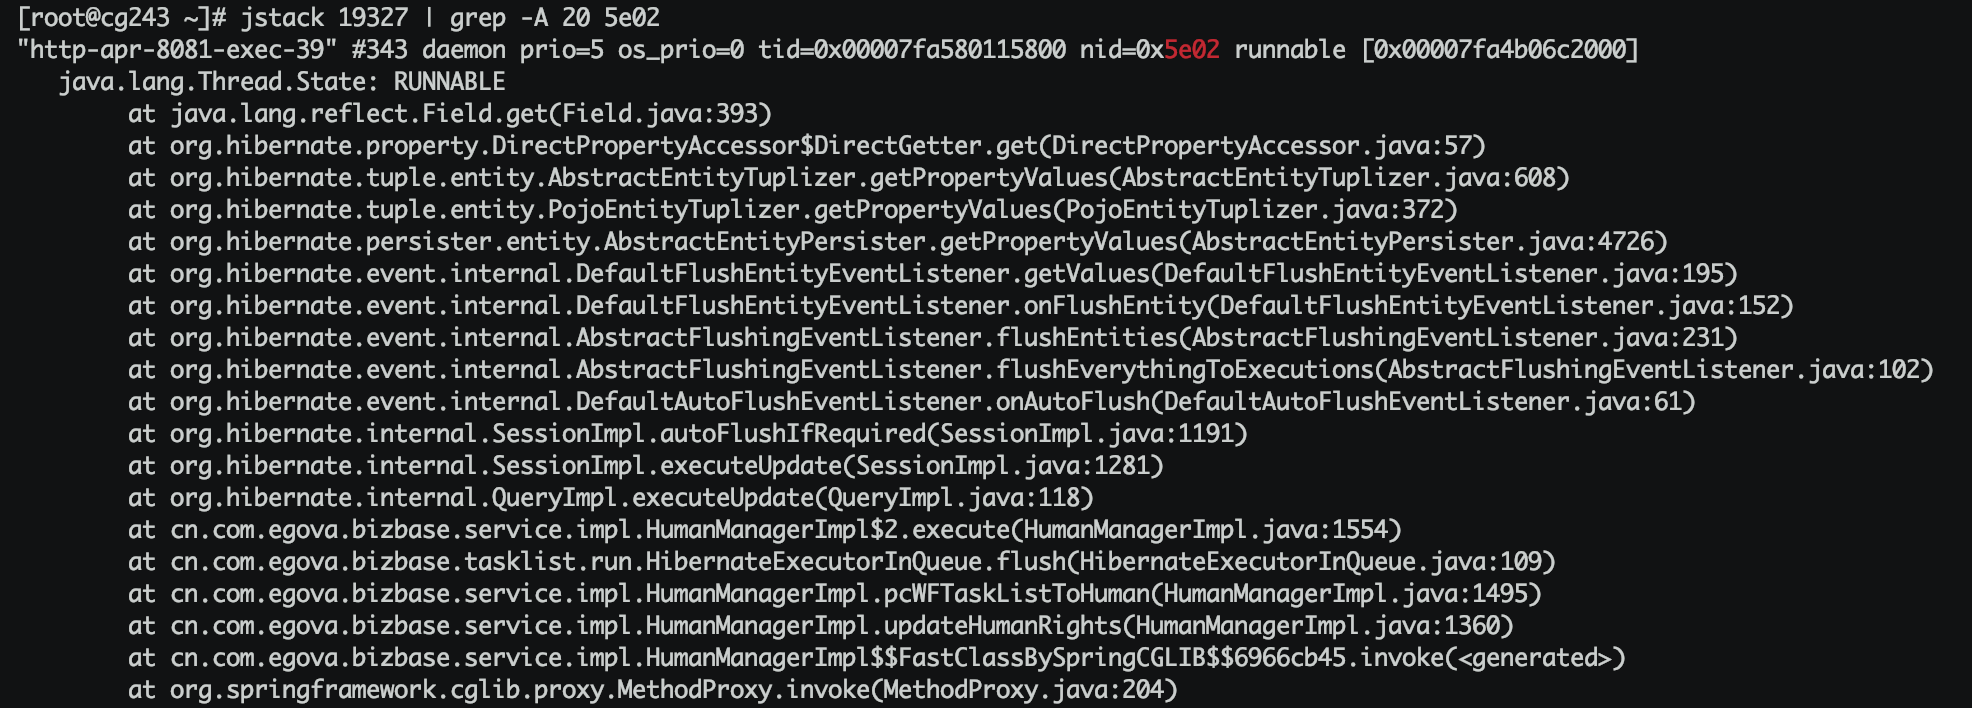 [root@cg243 ~]# jstack 19327 | grep -A 20 5e02
"http-apr-8081-exec-39" #343 daemon prio=5 os_prio=0 tid=0x00007fa580115800 nid=0x5e02 runnable [0x00007fa4b06c2000]
java.lang.Thread.State: RUNNABLE
at java.lang.reflect.Field.get(Field.java:393)
at org.hibernate.property.DirectPropertyAccessor$DirectGetter.get(DirectPropertyAccessor.java:57)
at org.hibernate.tuple.entity.AbstractEntityTuplizer.getPropertyValues(AbstractEntityTuplizer.java:608)
at org.hibernate.tuple.entity.PojoEntityTuplizer.getPropertyValues(PojoEntityTuplizer.java:372)
at org.hibernate.persister.entity.AbstractEntityPersister.getPropertyValues(AbstractEntityPersister.java:4726)
at org.hibernate.event.internal.DefaultFlushEntityEventListener.getValues(DefaultFlushEntityEventListener.java:195)
at org.hibernate.event.internal.DefaultFlushEntityEventListener.onFlushEntity(DefaultFlushEntityEventListener.java:152)
at org.hibernate.event.internal.AbstractFlushingEventListener.flushEntities(AbstractFlushingEventListener.java:231)
at org.hibernate.event.internal.AbstractFlushingEventListener.flushEverythingToExecutions(AbstractFlushingEventListener.java:102)
at org.hibernate.event.internal.DefaultAutoFlushEventListener.onAutoFlush(DefaultAutoFlushEventListener.java:61)
at org.hibernate.internal.SessionImpl.autoFlushIfRequired(SessionImpl.java:1191)
at org.hibernate.internal.SessionImpl.executeUpdate(SessionImpl.java:1281)
at org.hibernate.internal.QueryImpl.executeUpdate(QueryImpl.java:118)
at cn.com.egova.bizbase.service.impl.HumanManagerImpl$2.execute(HumanManagerImpl.java:1554)
at cn.com.egova.bizbase.tasklist.run.HibernateExecutorInQueue.flush(HibernateExecutorInQueue.java:109)
at cn.com.egova.bizbase.service.impl.HumanManagerImpl.pcWFTaskListToHuman(HumanManagerImpl.java:1495)
at cn.com.egova.bizbase.service.impl.HumanManagerImpl.updateHumanRights(HumanManagerImpl.java:1360)
at cn.com.egova.bizbase.service.impl.HumanManagerImpl$$FastClassBySpringCGLIB$$6966cb45.invoke(<generated>)
at org.springframework.cglib.proxy.MethodProxy.invoke(MethodProxy.java:204)